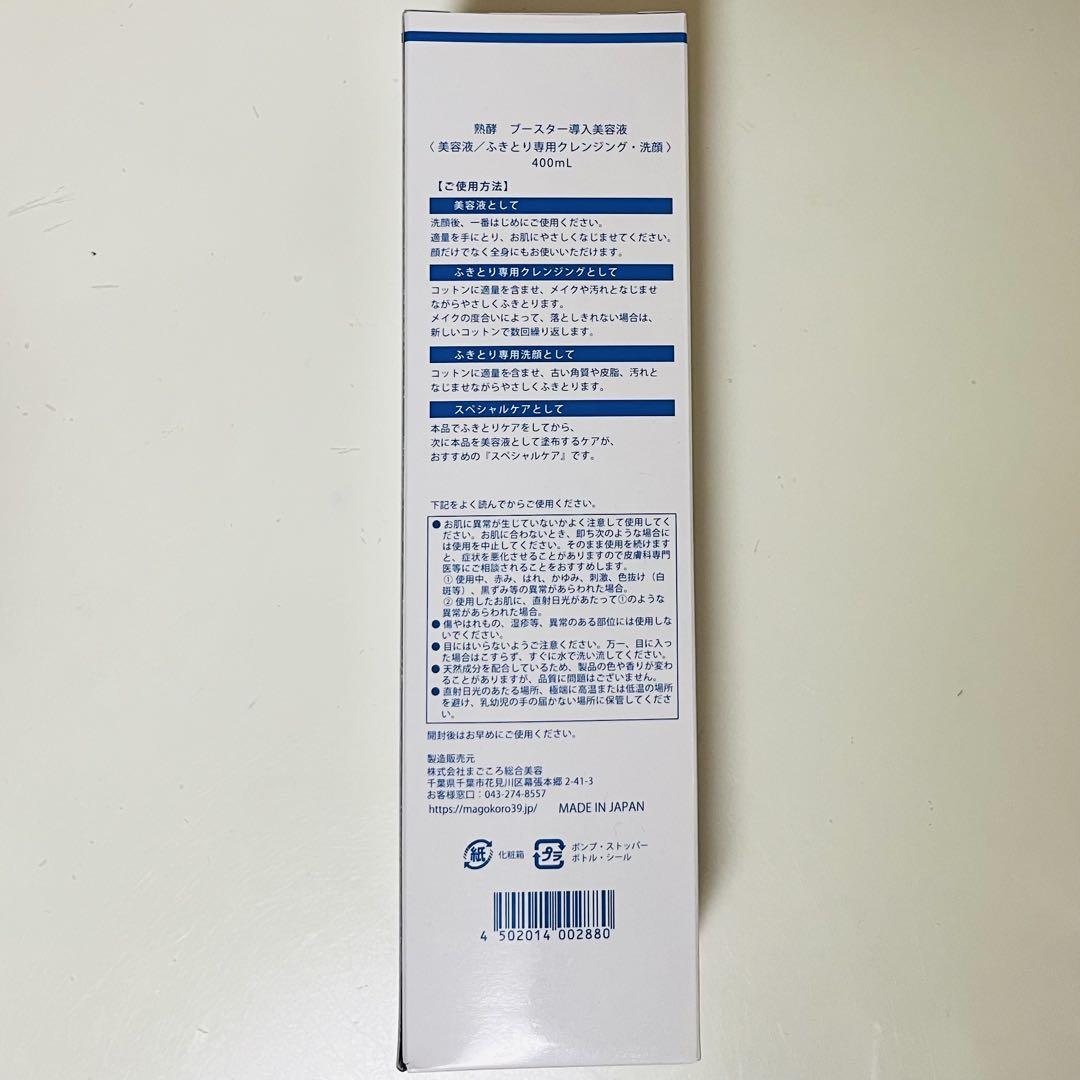 熟酵　ブースター導入美容液
〈 美容液／ふきとり専用クレンジング・洗顔 〉
400mL
【ご使用方法】
美容液として
洗顔後、一番はじめにご使用ください。
適量を手にとり、お肌にやさしくなじませてください。
顔だけでなく全身にもお使いいただけます。
ふきとり専用クレンジングとして
コットンに適量を含ませ、メイクや汚れとなじませ
ながらやさしくふきとります。
メイクの度合いによって、落としきれない場合は、
新しいコットンで数回繰り返します。
ふきとり専用洗顔として
コットンに適量を含ませ、古い角質や皮脂、汚れと
なじませながらやさしくふきとります。
スペシャルケアとして
本品でふきとりケアをしてから、
次に本品を美容液として塗布するケアが、
おすすめの『スペシャルケア』です。
下記をよく読んでからご使用ください。
● お肌に異常が生じていないかよく注意して使用してく
ださい。お肌に合わないとき、即ち次のような場合に
は使用を中止してください。そのまま使用を続けます
と、症状を悪化させることがありますので皮膚科専門
医等にご相談されることをおすすめします。
① 使用中、赤み、はれ、かゆみ、刺激、色抜け（白
斑等）、黒ずみ等の異常があらわれた場合。
② 使用したお肌に、直射日光があたって①のような
異常があらわれた場合。
● 傷やはれもの、湿疹等、異常のある部位には使用しな
いでください。
● 目にはいらないようご注意ください。万一、目に入っ
た場合はこすらず、すぐに水で洗い流してください。
● 天然成分を配合しているため、製品の色や香りが変わ
ることがありますが、品質に問題はございません。
● 直射日光のあたる場所、極端に高温または低温の場所
を避け、乳幼児の手の届かない場所に保管してくださ
い。
開封後はお早めにご使用ください。
製造販売元
株式会社まごころ総合美容
千葉県千葉市花見川区幕張本郷 2-41-3
お客様窓口：043-274-8557
https://magokoro39.jp/　MADE IN JAPAN
紙 化粧箱 プラ ポンプ・ストッパー
ボトル・シール
4 502014 002880